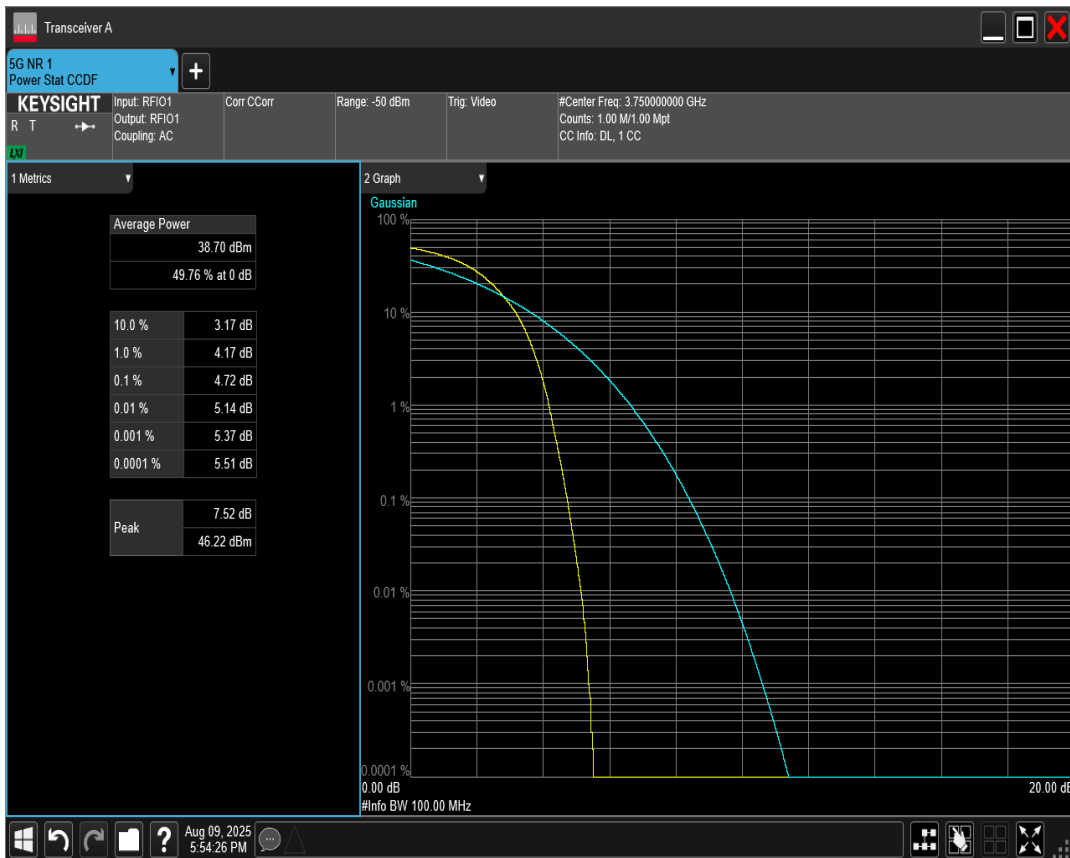 Transceiver A
5G NR 1
Power Stat CCDF
KEYSIGHT
R T
LXI
Input: RFIO1
Output: RFIO1
Coupling: AC
Corr CCorr
Range: -50 dBm
Trig: Video
#Center Freq: 3.750000000 GHz
Counts: 1.00 M/1.00 Mpt
CC Info: DL, 1 CC
1 Metrics
Average Power
38.70 dBm
49.76 % at 0 dB
10.0 % 3.17 dB
1.0 % 4.17 dB
0.1 % 4.72 dB
0.01 % 5.14 dB
0.001 % 5.37 dB
0.0001 % 5.51 dB
Peak
7.52 dB
46.22 dBm
2 Graph
Gaussian
100 %
10 %
1 %
0.1 %
0.01 %
0.001 %
0.0001 %
0.00 dB 20.00 dB
#Info BW 100.00 MHz
Aug 09, 2025
5:54:26 PM